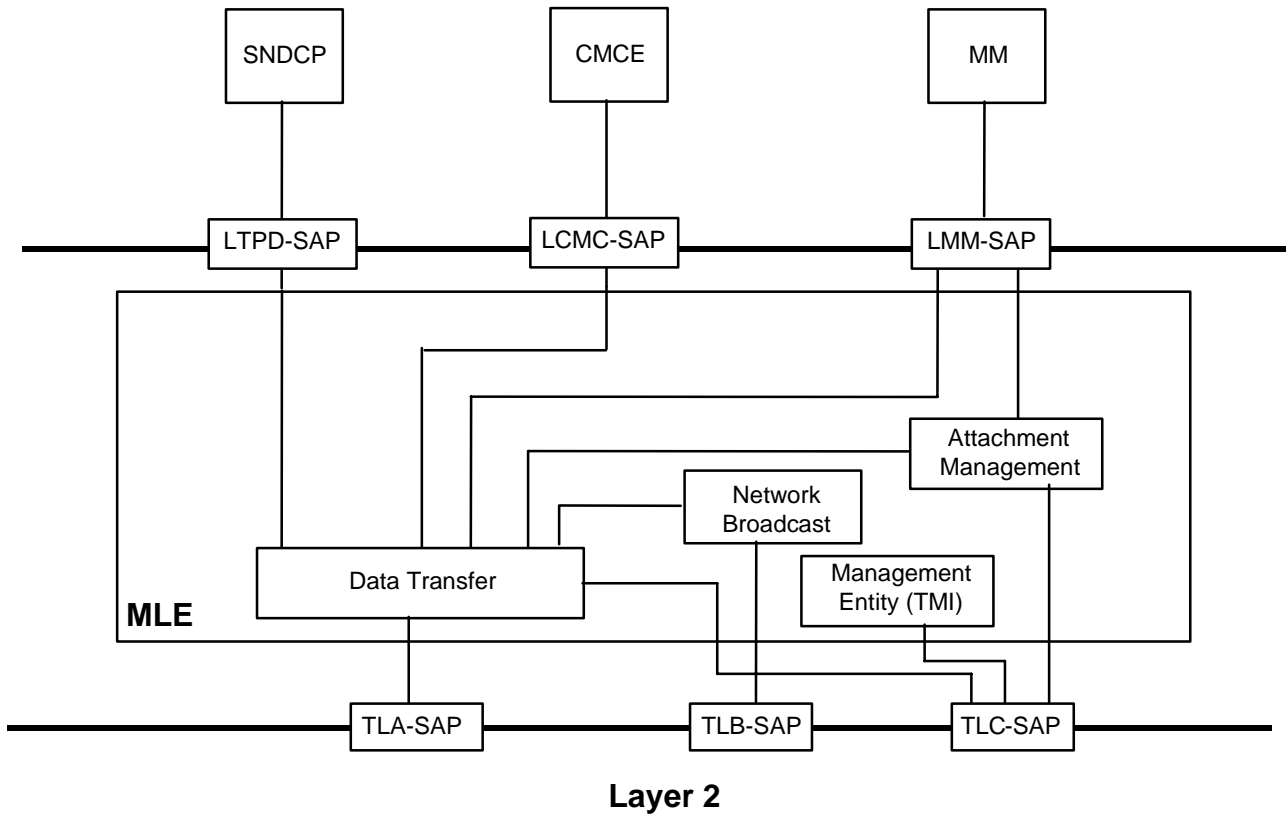 SNDCP
CMCE
MM
LTPD-SAP
LCMC-SAP
LMM-SAP
Attachment
Management
Network
Broadcast
Data Transfer
Management
Entity (TMI)
MLE
TLA-SAP
TLB-SAP
TLC-SAP
Layer 2